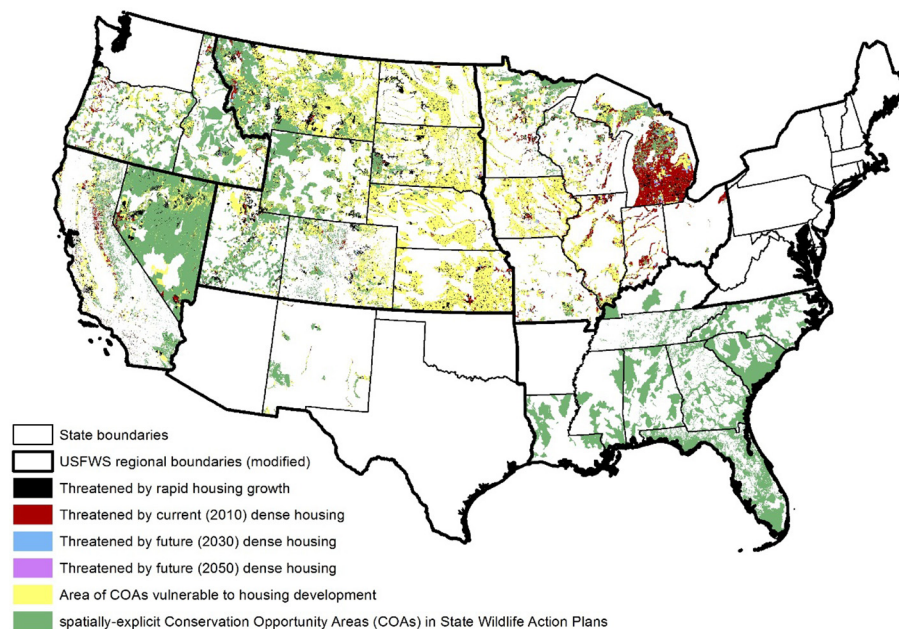 State boundaries
USFWS regional boundaries (modified)
Threatened by rapid housing growth
Threatened by current (2010) dense housing
Threatened by future (2030) dense housing
Threatened by future (2050) dense housing
Area of COAs vulnerable to housing development
spatially-explicit Conservation Opportunity Areas (COAs) in State Wildlife Action Plans